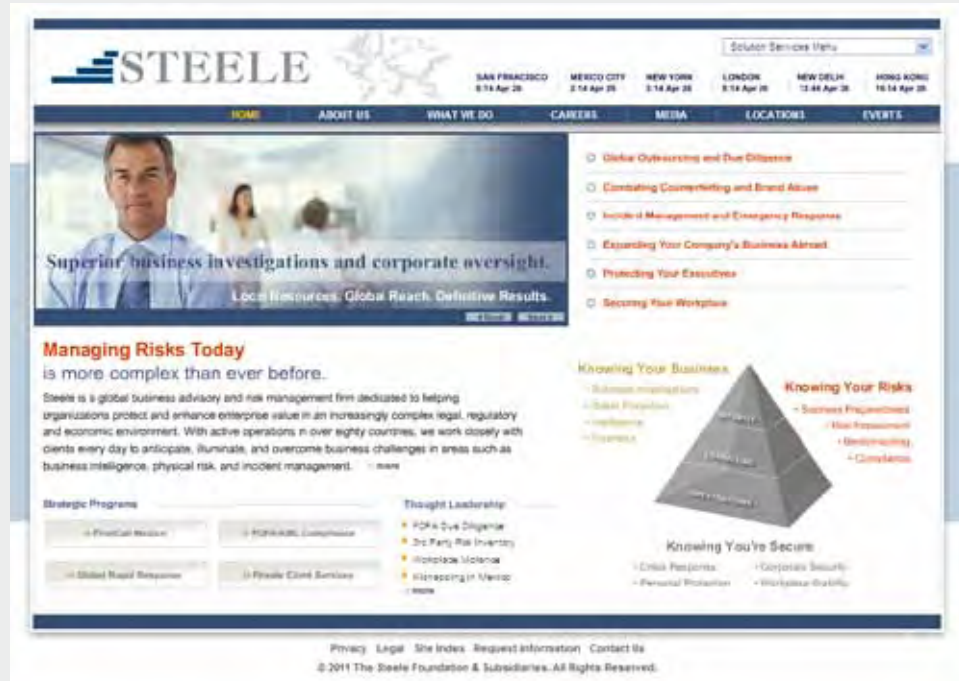 STEELE
Solution Services Menu
SAN FRANCISCO MEXICO CITY NEW YORK LONDON NEW DELHI HONG KONG
HOME ABOUT US WHAT WE DO CAREERS MEDIA LOCATIONS EVENTS
Superior business investigations and corporate oversight.
Local Resources. Global Reach. Definitive Results.
Global Outsourcing and Due Diligence
Combating Counterfeiting and Brand Abuse
Incident Management and Emergency Response
Expanding Your Company's Business Abroad
Protecting Your Executives
Securing Your Workplace
Managing Risks Today
is more complex than ever before.
Steele is a global business advisory and risk management firm dedicated to helping
organizations protect and enhance enterprise value in an increasingly complex legal, regulatory
and economic environment. With active operations in over eighty countries, we work closely with
clients every day to anticipate, illuminate, and overcome business challenges in areas such as
business intelligence, physical risk, and incident management. more
Strategic Programs
Global Rapid Response
Private Client Services
Thought Leadership
FCPA Due Diligence
3rd Party Risk Inventory
Workplace Violence
Kidnapping in Mexico
more
Knowing Your Business
Knowing Your Risks
Business Preparedness
Risk Assessment
Benchmarking
Compliance
Knowing You're Secure
Crisis Response
Corporate Security
Personal Protection
Privacy Legal Site Index Request Information Contact Us
© 2011 The Steele Foundation & Subsidiaries. All Rights Reserved.